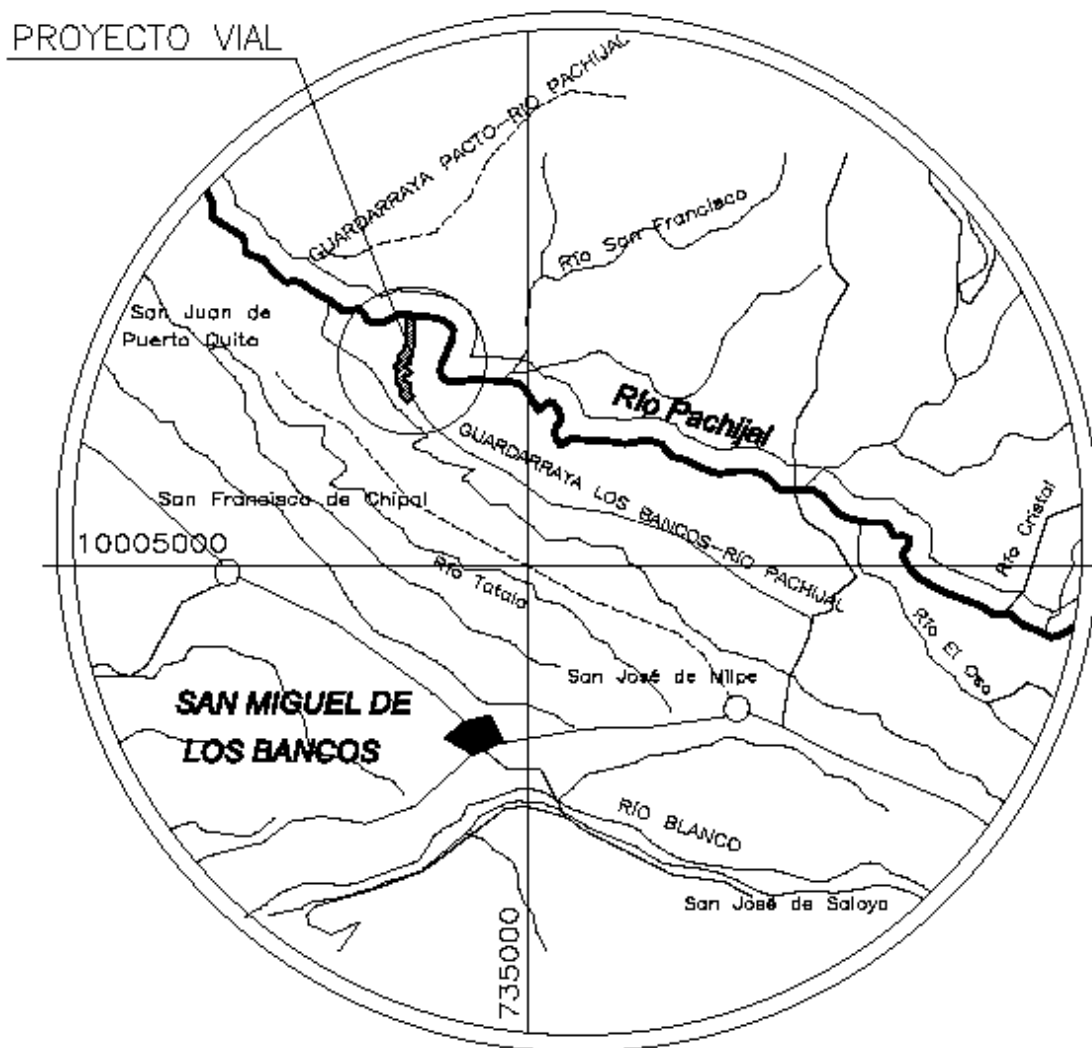 PROYECTO VIAL
GUARDARRAYA PACTO-RIO PACHIJAL
Río San Francisco
San Juan de
Puerto Quito
Río Pachijal
GUARDARRAYA LOS BANCOS-RIO PACHIJAL
San Francisco de Chipal
10005000
Río Cristal
Río Tatala
Río El Oso
San José de Milpe
SAN MIGUEL DE
LOS BANCOS
RÍO BLANCO
San José de Saloya
735000